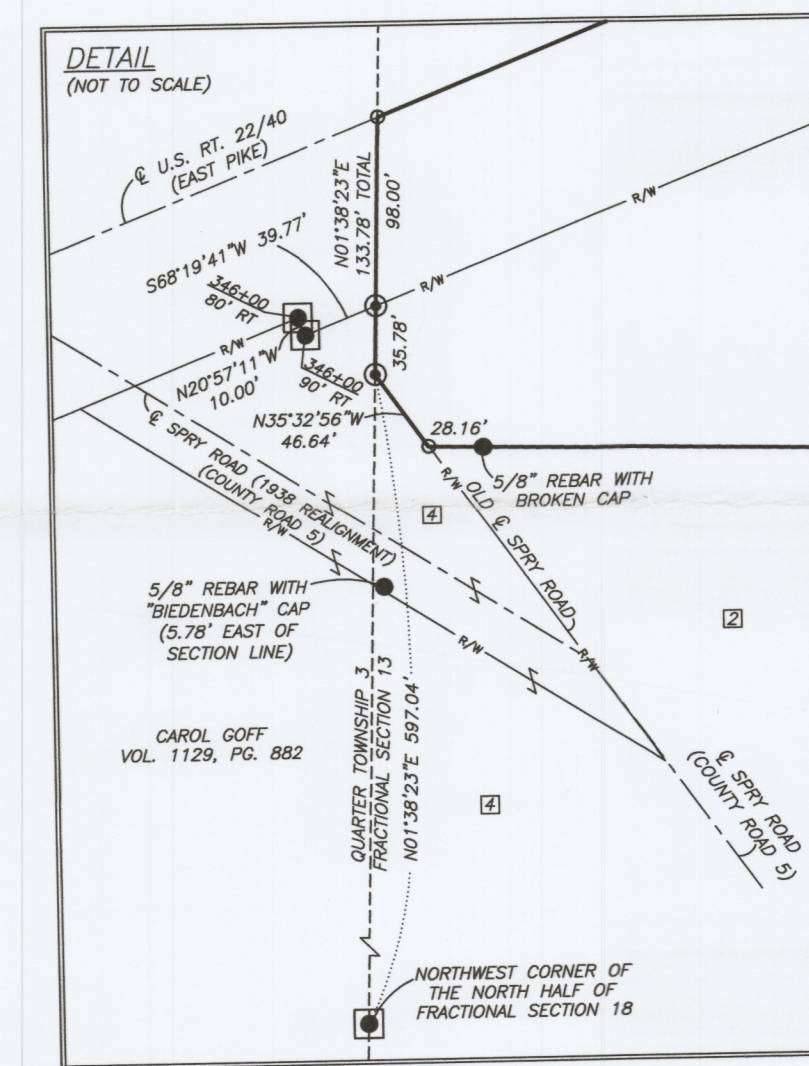 DETAIL
(NOT TO SCALE)
℄ U.S. RT. 22/40
(EAST PIKE)
N01°38'23"E
133.78' TOTAL
98.00'
R/W
S68°19'41"W 39.77'
R/W
346+00
80' RT
R/W
35.78'
N20°57'11"W
10.00'
346+00
90' RT
N35°32'56"W
46.64'
28.16'
℄ SPRY ROAD (1938 REALIGNMENT)
(COUNTY ROAD 5)
R/W
R/W
OLD ℄ SPRY ROAD
5/8" REBAR WITH
BROKEN CAP
4
5/8" REBAR WITH
"BIEDENBACH" CAP
(5.78' EAST OF
SECTION LINE)
2
R/W
R/W
QUARTER TOWNSHIP 3
FRACTIONAL SECTION 13
N01°38'23"E 597.04'
CAROL GOFF
VOL. 1129, PG. 882
4
℄ SPRY ROAD
(COUNTY ROAD 5)
NORTHWEST CORNER OF
THE NORTH HALF OF
FRACTIONAL SECTION 18